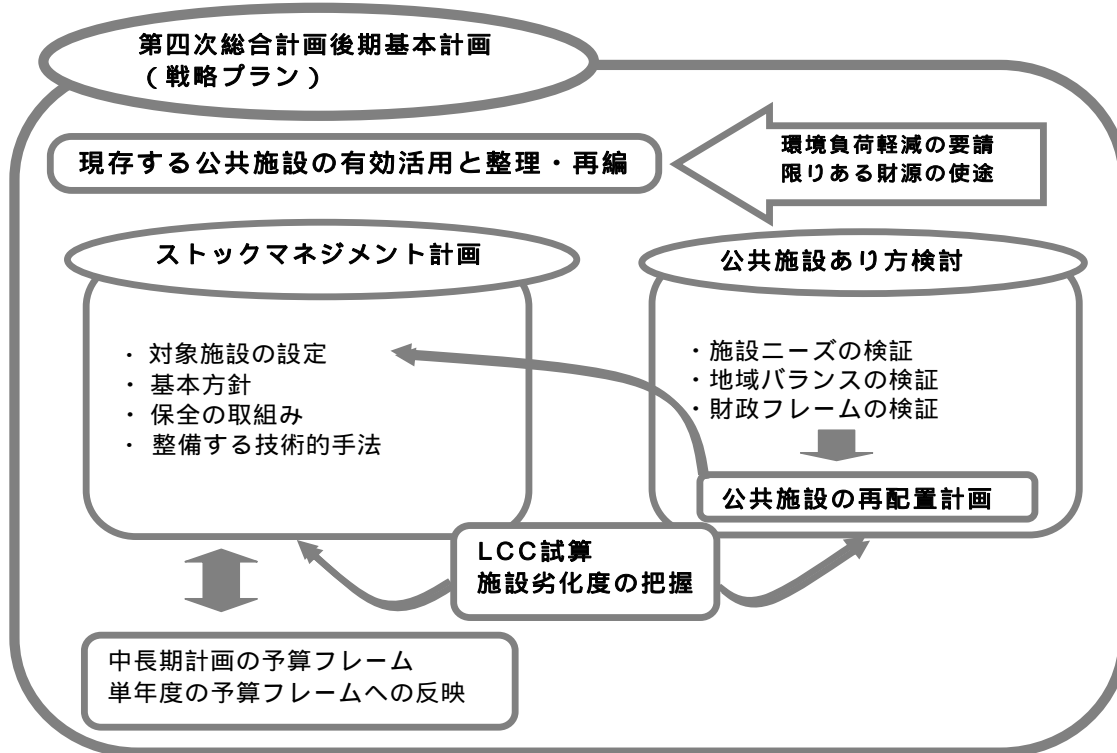 第四次総合計画後期基本計画
(戦略プラン)
現存する公共施設の有効活用と整理・再編
環境負荷軽減の要請
限りある財源の使途
ストックマネジメント計画
・ 対象施設の設定
・ 基本方針
・ 保全の取組み
・ 整備する技術的手法
公共施設あり方検討
・施設ニーズの検証
・地域バランスの検証
・財政フレームの検証
公共施設の再配置計画
LCC試算
施設劣化度の把握
中長期計画の予算フレーム
単年度の予算フレームへの反映